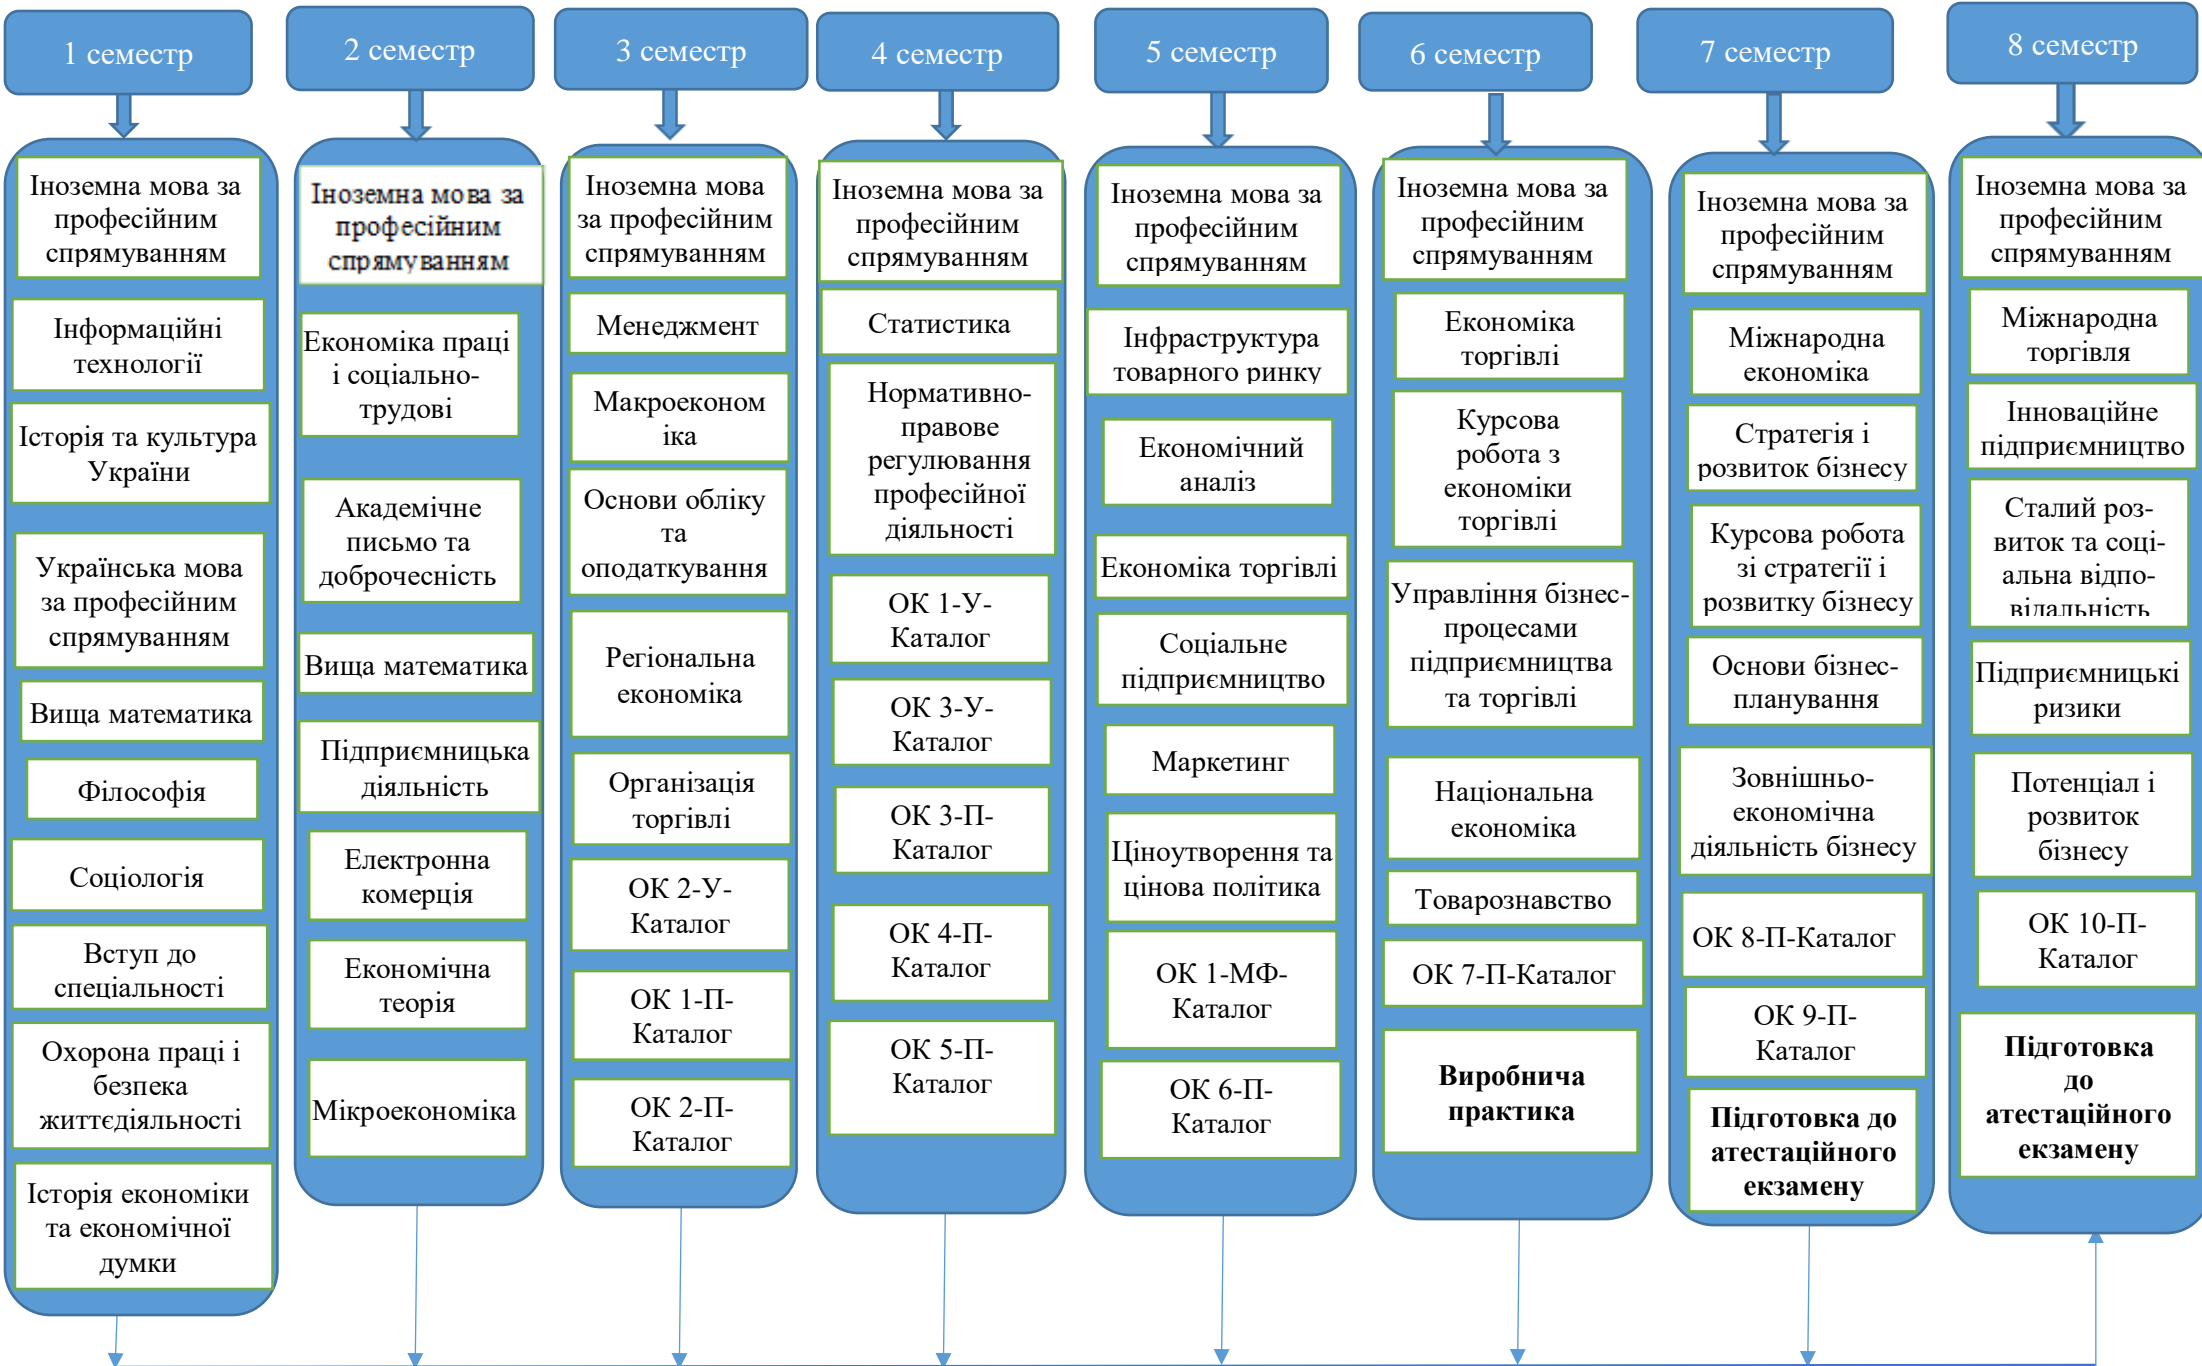 1 семестр
2 семестр
3 семестр
4 семестр
5 семестр
6 семестр
7 семестр
8 семестр
Іноземна мова за
професійним
спрямуванням
Інформаційні
технології
Історія та культура
України
Українська мова
за професійним
спрямуванням
Вища математика
Філософія
Соціологія
Вступ до
спеціальності
Охорона праці і
безпека
життєдіяльності
Історія економіки
та економічної
думки
Іноземна мова за
професійним
спрямуванням
Економіка праці
і соціально-
трудові
Академічне
письмо та
доброчесність
Вища математика
Підприємницька
діяльність
Електронна
комерція
Економічна
теорія
Мікроекономіка
Іноземна мова
за професійним
спрямуванням
Менеджмент
Макроеконом
іка
Основи обліку
та
оподаткування
Регіональна
економіка
Організація
торгівлі
ОК 2-У-
Каталог
ОК 1-П-
Каталог
ОК 2-П-
Каталог
Іноземна мова за
професійним
спрямуванням
Статистика
Нормативно-
правове
регулювання
професійної
діяльності
ОК 1-У-
Каталог
ОК 3-У-
Каталог
ОК 3-П-
Каталог
ОК 4-П-
Каталог
ОК 5-П-
Каталог
Іноземна мова за
професійним
спрямуванням
Інфраструктура
товарного ринку
Економічний
аналіз
Економіка торгівлі
Соціальне
підприємництво
Маркетинг
Ціноутворення та
цінова політика
ОК 1-МФ-
Каталог
ОК 6-П-
Каталог
Іноземна мова за
професійним
спрямуванням
Економіка
торгівлі
Курсова
робота з
економіки
торгівлі
Управління бізнес-
процесами
підприємництва
та торгівлі
Національна
економіка
Товарознавство
ОК 7-П-Каталог
Виробнича
практика
Іноземна мова за
професійним
спрямуванням
Міжнародна
економіка
Стратегія і
розвиток бізнесу
Курсова робота
зі стратегії і
розвитку бізнесу
Основи бізнес-
планування
Зовнішньо-
економічна
діяльність бізнесу
ОК 8-П-Каталог
ОК 9-П-
Каталог
Підготовка до
атестаційного
екзамену
Іноземна мова за
професійним
спрямуванням
Міжнародна
торгівля
Інноваційне
підприємництво
Сталий роз-
виток та соці-
альна відпо-
відальність
Підприємницькі
ризики
Потенціал і
розвиток
бізнесу
ОК 10-П-
Каталог
Підготовка
до
атестаційного
екзамену